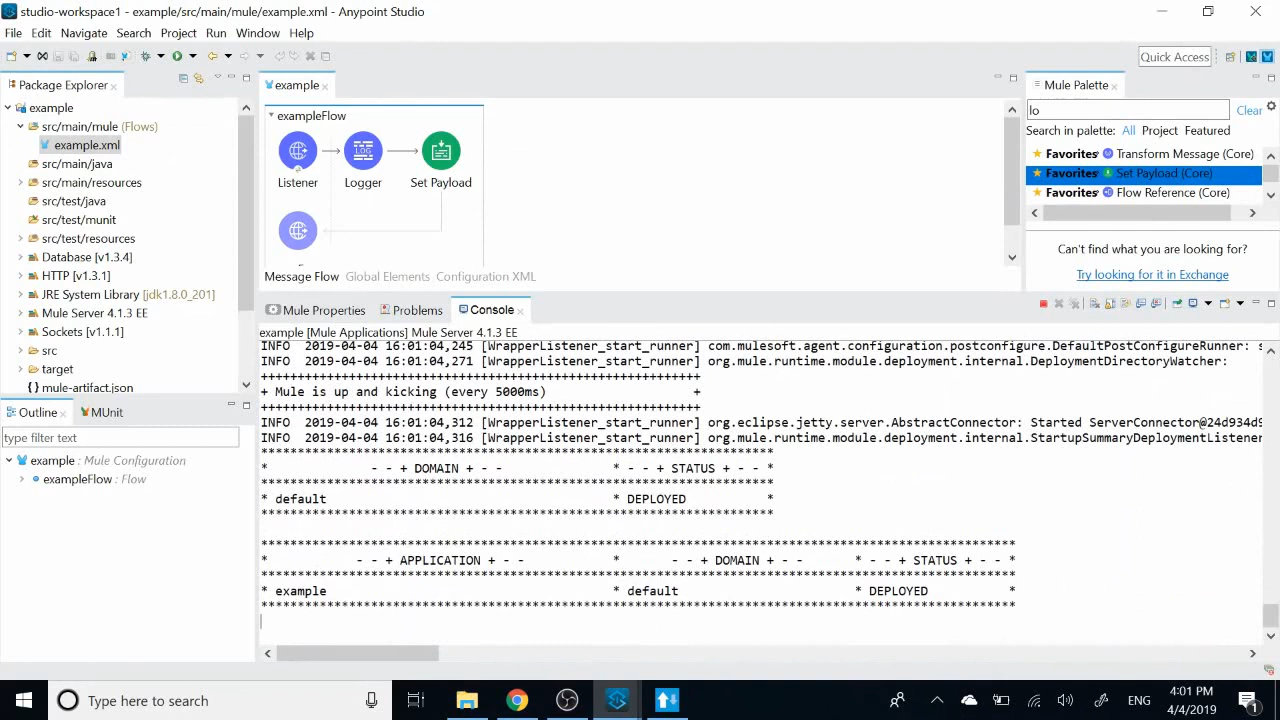 studio-workspace1 - example/src/main/mule/example.xml - Anypoint Studio
File Edit Navigate Search Project Run Window Help
Quick Access
Package Explorer
example
src/main/mule (Flows)
example.xml
src/main/java
src/main/resources
src/test/java
src/test/munit
src/test/resources
Database [v1.3.4]
HTTP [v1.3.1]
JRE System Library [jdk1.8.0_201]
Mule Server 4.1.3 EE
Sockets [v1.1.1]
src
target
mule-artifact.json
Outline MUnit
type filter text
example : Mule Configuration
exampleFlow : Flow
example
exampleFlow
LOG
Listener Logger Set Payload
Message Flow Global Elements Configuration XML
Mule Palette
lo Clear
Search in palette: All Project Featured
Favorites Transform Message (Core)
Favorites Set Payload (Core)
Favorites Flow Reference (Core)
Can't find what you are looking for?
Try looking for it in Exchange
Mule Properties Problems Console
example [Mule Applications] Mule Server 4.1.3 EE
INFO 2019-04-04 16:01:04,245 [WrapperListener_start_runner] com.mulesoft.agent.configuration.postconfigure.DefaultPostConfigureRunner: s
INFO 2019-04-04 16:01:04,271 [WrapperListener_start_runner] org.mule.runtime.module.deployment.internal.DeploymentDirectoryWatcher:
++++++++++++++++++++++++++++++++++++++++++++++++++++++++++++
+ Mule is up and kicking (every 5000ms) +
++++++++++++++++++++++++++++++++++++++++++++++++++++++++++++
INFO 2019-04-04 16:01:04,312 [WrapperListener_start_runner] org.eclipse.jetty.server.AbstractConnector: Started ServerConnector@24d934d9
INFO 2019-04-04 16:01:04,316 [WrapperListener_start_runner] org.mule.runtime.module.deployment.internal.StartupSummaryDeploymentListener
**********************************************************************
* - - + DOMAIN + - - * - - + STATUS + - - *
**********************************************************************
* default * DEPLOYED *
**********************************************************************
*******************************************************************************************************
* - - + APPLICATION + - - * - - + DOMAIN + - - * - - + STATUS + - - *
*******************************************************************************************************
* example * default * DEPLOYED *
*******************************************************************************************************
Type here to search
ENG
4:01 PM
4/4/2019
1